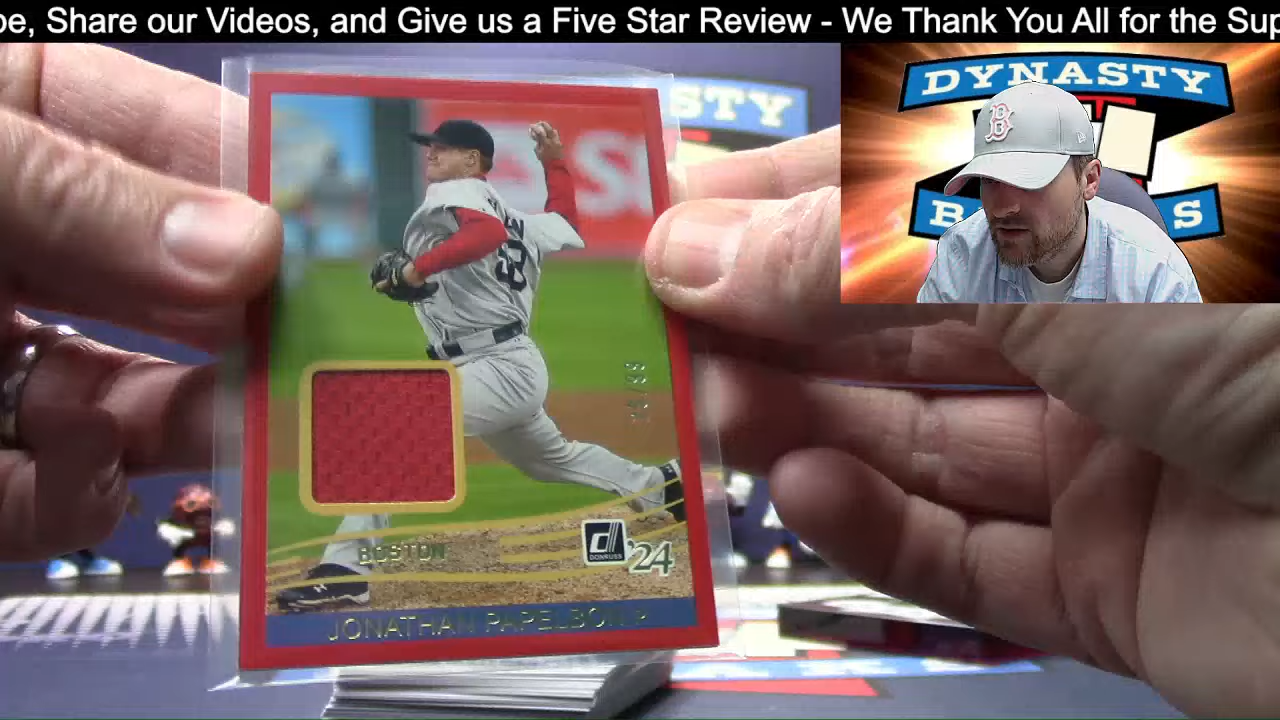 be, Share our Videos, and Give us a Five Star Review - We Thank You All for the Sup
STY
DYNASTY
B
B S
BOSTON
d
DONRUSS
'24
JONATHAN PAPELBON P